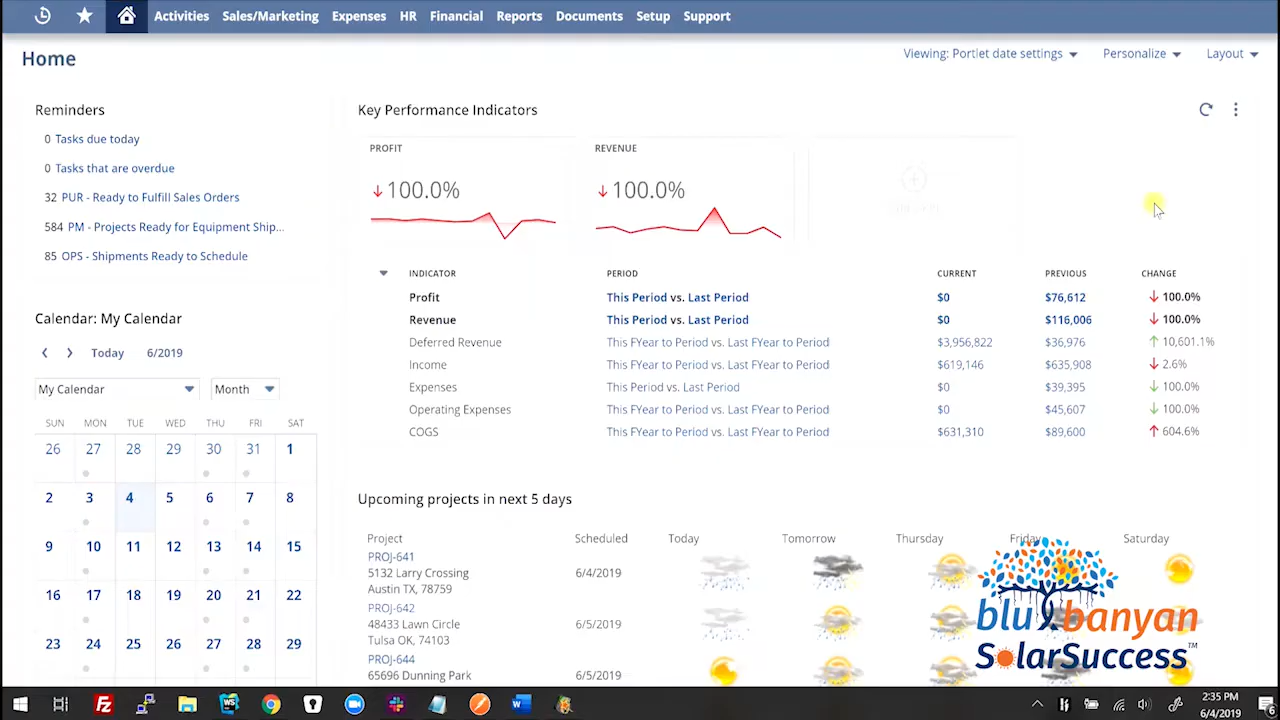 Activities Sales/Marketing Expenses HR Financial Reports Documents Setup Support
Home
Viewing: Portlet date settings Personalize Layout
Reminders
0 Tasks due today
0 Tasks that are overdue
32 PUR - Ready to Fulfill Sales Orders
584 PM - Projects Ready for Equipment Ship...
85 OPS - Shipments Ready to Schedule
Calendar: My Calendar
Today 6/2019
My Calendar Month
SUN MON TUE WED THU FRI SAT
26 27 28 29 30 31 1
2 3 4 5 6 7 8
9 10 11 12 13 14 15
16 17 18 19 20 21 22
23 24 25 26 27 28 29
Key Performance Indicators
PROFIT REVENUE
100.0% 100.0%
INDICATOR PERIOD CURRENT PREVIOUS CHANGE
Profit This Period vs. Last Period $0 $76,612 100.0%
Revenue This Period vs. Last Period $0 $116,006 100.0%
Deferred Revenue This FYear to Period vs. Last FYear to Period $3,956,822 $36,976 10,601.1%
Income This FYear to Period vs. Last FYear to Period $619,146 $635,908 2.6%
Expenses This Period vs. Last Period $0 $39,395 100.0%
Operating Expenses This FYear to Period vs. Last FYear to Period $0 $45,607 100.0%
COGS This FYear to Period vs. Last FYear to Period $631,310 $89,600 604.6%
Upcoming projects in next 5 days
Project Scheduled Today Tomorrow Thursday Friday Saturday
PROJ-641
5132 Larry Crossing 6/4/2019
Austin TX, 78759
PROJ-642
48433 Lawn Circle 6/5/2019
Tulsa OK, 74103
PROJ-644
65696 Dunning Park 6/5/2019
blu banyan
SolarSuccess™
2:35 PM
6/4/2019
6